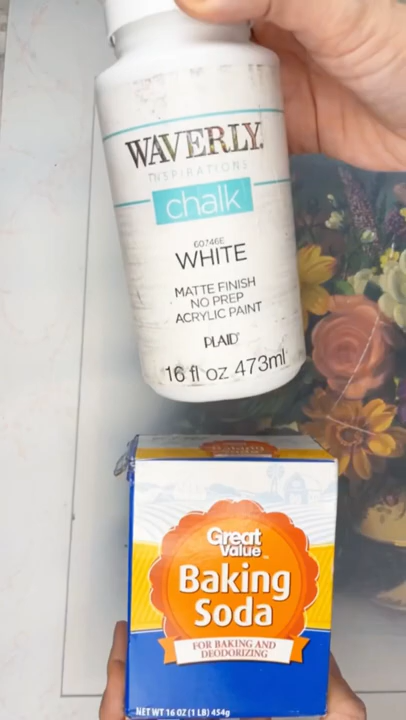 WAVERLY
INSPIRATIONS
chalk
60746E
WHITE
MATTE FINISH
NO PREP
ACRYLIC PAINT
PLAID
16 fl oz 473ml
Great
Value
Baking
Soda
FOR BAKING AND
DEODORIZING
NET WT 16 OZ (1 LB) 454g